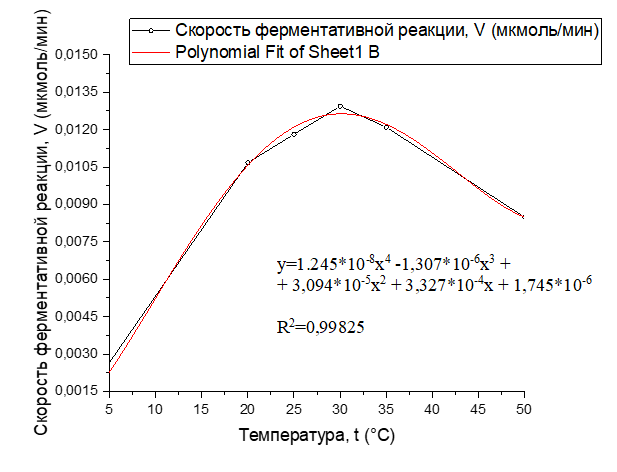 Скорость ферментативной реакции, V (мкмоль/мин)
Polynomial Fit of Sheet1 B
Скорость ферментативной реакции, V (мкмоль/мин)
0,0150
0,0135
0,0120
0,0105
0,0090
0,0075
0,0060
0,0045
0,0030
0,0015
y=1.245*10⁻⁸x⁴ -1,307*10⁻⁶x³ +
+ 3,094*10⁻⁵x² + 3,327*10⁻⁴x + 1,745*10⁻⁶
R²=0,99825
5 10 15 20 25 30 35 40 45 50
Температура, t (°C)